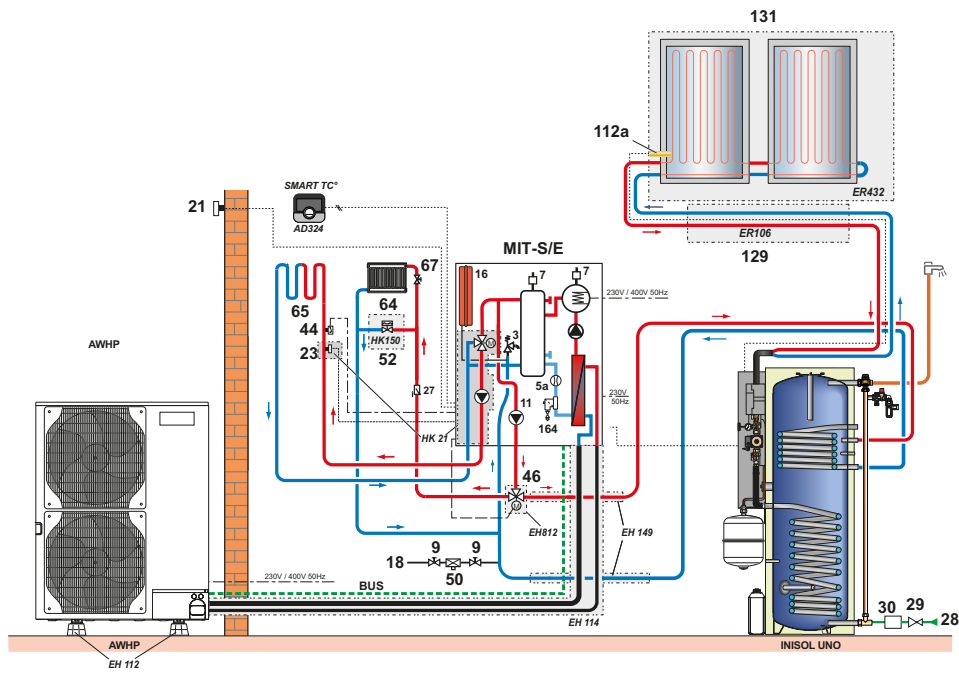 131
112a
ER432
SMART TC°
AD324
21
ER106
129
MIT-S/E
16
7
7
230V / 400V 50Hz
67
65
64
HK150
52
44
23
27
M
3
5a
11
164
230V
50Hz
HK 21
AWHP
46
M
EH812
EH 149
18
9
9
50
230V / 400V 50Hz
BUS
EH 114
30
29
28
AWHP
EH 112
INISOL UNO